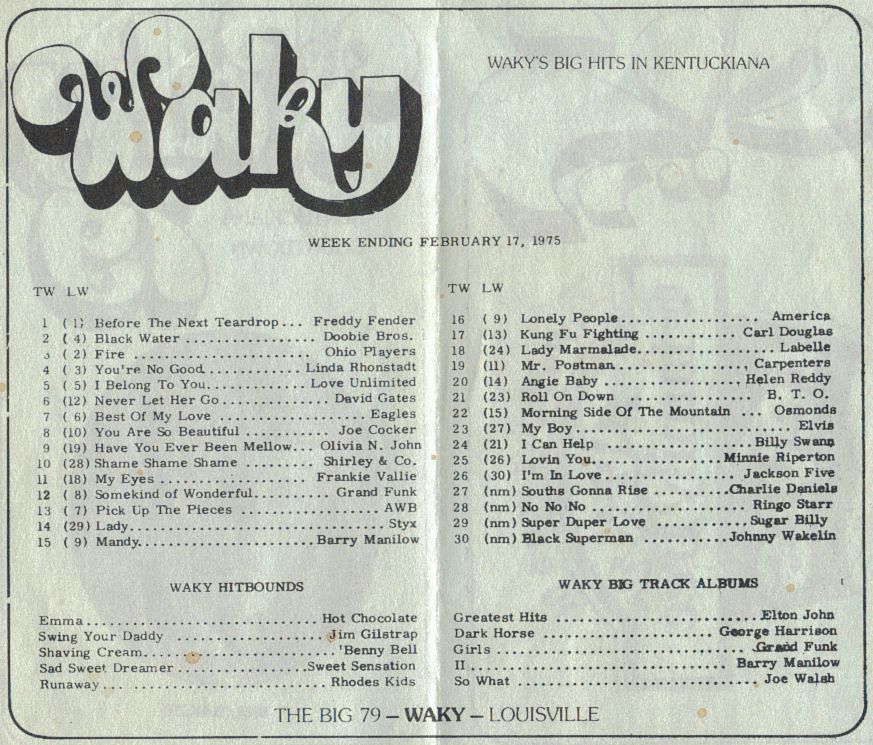 Waky
WAKY'S BIG HITS IN KENTUCKIANA
WEEK ENDING FEBRUARY 17, 1975
TW LW
1 ( 1) Before The Next Teardrop... Freddy Fender
2 ( 4) Black Water .................. Doobie Bros.
3 ( 2) Fire ...................... Ohio Players
4 ( 3) You're No Good............. Linda Rhonstadt
5 ( 5) I Belong To You............. Love Unlimited
6 (12) Never Let Her Go.............. David Gates
7 ( 6) Best Of My Love .................... Eagles
8 (10) You Are So Beautiful ............ Joe Cocker
9 (19) Have You Ever Been Mellow... Olivia N. John
10 (28) Shame Shame Shame ......... Shirley & Co.
11 (18) My Eyes ................... Frankie Vallie
12 ( 8) Somekind of Wonderful.......... Grand Funk
13 ( 7) Pick Up The Pieces ................... AWB
14 (29) Lady................................ Styx
15 ( 9) Mandy...................... Barry Manilow
TW LW
16 ( 9) Lonely People.................. America
17 (13) Kung Fu Fighting ........... Carl Douglas
18 (24) Lady Marmalade................. Labelle
19 (11) Mr. Postman................, Carpenters
20 (14) Angie Baby ................, Helen Reddy
21 (23) Roll On Down ............... B. T. O.
22 (15) Morning Side Of The Mountain ... Osmonds
23 (27) My Boy........................... Elvis
24 (21) I Can Help .................. Billy Swann
25 (26) Lovin You................ Minnie Riperton
26 (30) I'm In Love................. Jackson Five
27 (nm) Souths Gonna Rise .........Charlie Daniels
28 (nm) No No No .................... Ringo Starr
29 (nm) Super Duper Love ............ Sugar Billy
30 (nm) Black Superman ...........Johnny Wakelin
WAKY HITBOUNDS
Emma............................. Hot Chocolate
Swing Your Daddy .................. Jim Gilstrap
Shaving Cream....................... 'Benny Bell
Sad Sweet Dreamer ................Sweet Sensation
Runaway... ........................ Rhodes Kids
WAKY BIG TRACK ALBUMS
Greatest Hits ......................... Elton John
Dark Horse ..................... George Harrison
Girls ............................. Grand Funk
II................................ Barry Manilow
So What .............................. Joe Walsh
THE BIG 79 – WAKY – LOUISVILLE